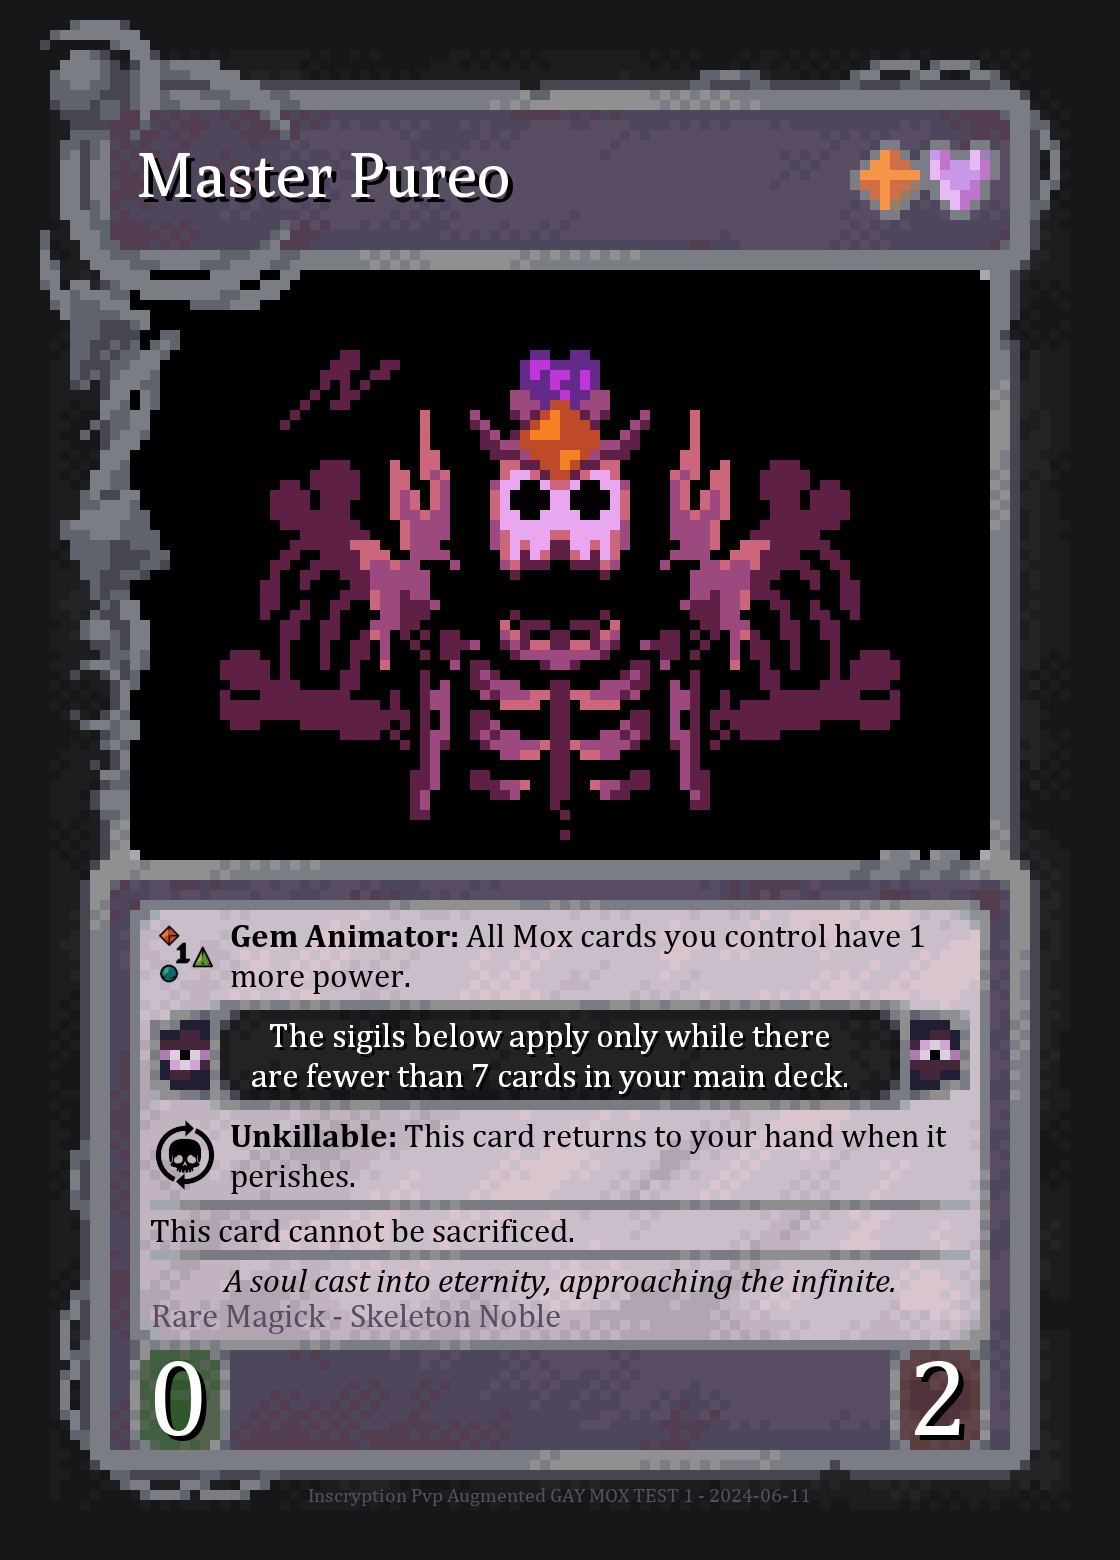 Master Pureo
Gem Animator: All Mox cards you control have 1
more power.
1
The sigils below apply only while there
are fewer than 7 cards in your main deck.
Unkillable: This card returns to your hand when it
perishes.
This card cannot be sacrificed.
A soul cast into eternity, approaching the infinite.
Rare Magick - Skeleton Noble
0
2
Inscryption Pvp Augmented GAY MOX TEST 1 - 2024-06-11